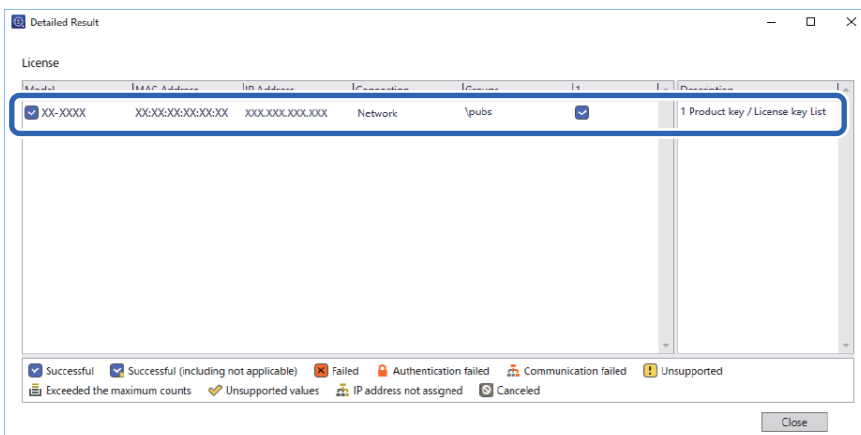 Detailed Result
License
Model MAC Address IP Address Connection Groups 1 Description 1
XX-XXXX XX:XX:XX:XX:XX:XX XXX.XXX.XXX.XXX Network \pubs 1 Product key / License key List
Successful Successful (including not applicable) Failed Authentication failed Communication failed Unsupported
Exceeded the maximum counts Unsupported values IP address not assigned Canceled
Close